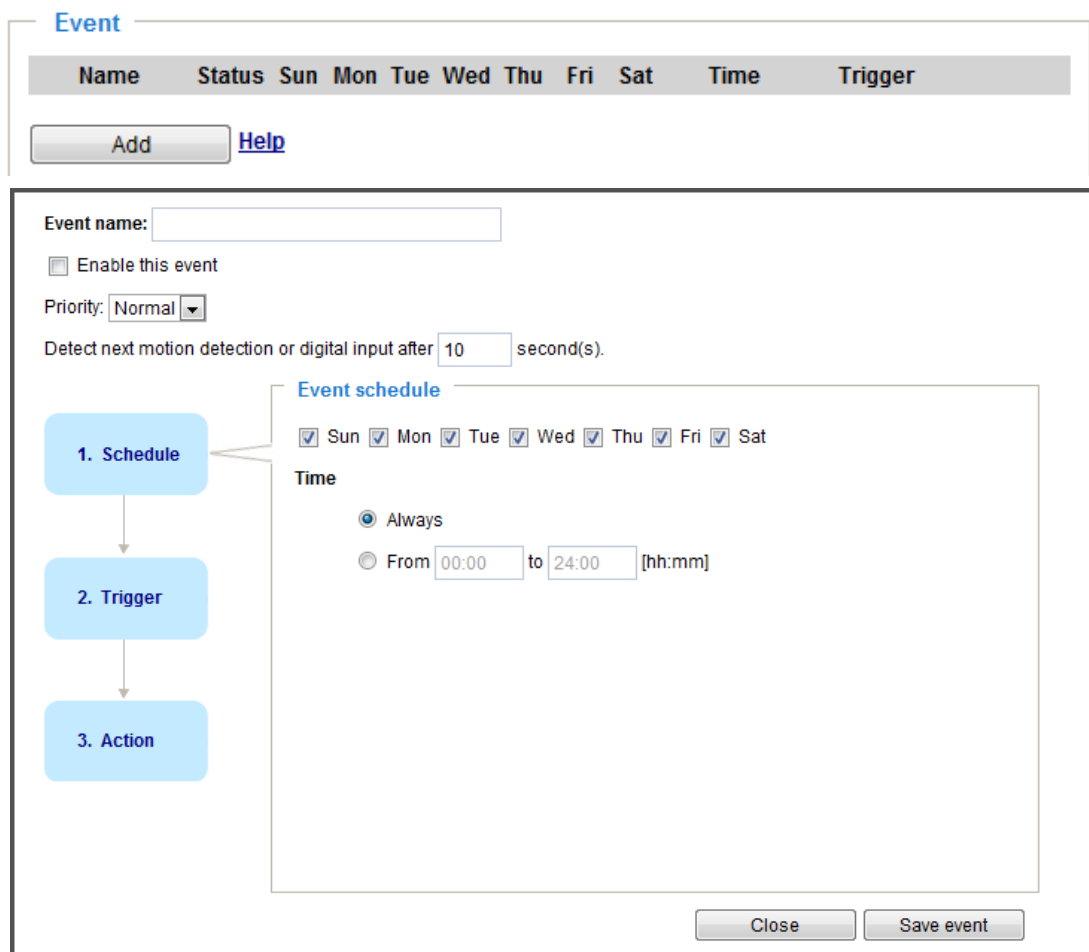 Event
Name Status Sun Mon Tue Wed Thu Fri Sat Time Trigger
Add Help
Event name:
Enable this event
Priority: Normal
Detect next motion detection or digital input after 10 second(s).
Event schedule
1. Schedule
Sun Mon Tue Wed Thu Fri Sat
Time
Always
From 00:00 to 24:00 [hh:mm]
2. Trigger
3. Action
Close Save event